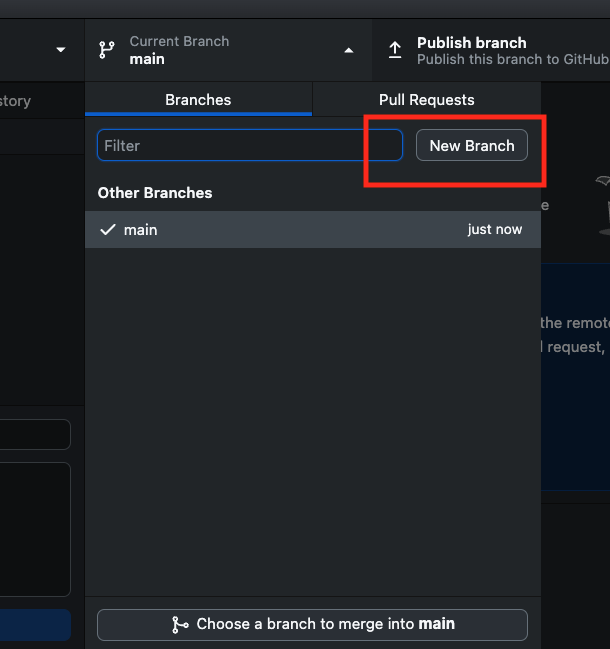 Current Branch
main
Publish branch
Publish this branch to GitHub
story
Branches
Pull Requests
Filter
New Branch
e
Other Branches
main
just now
the remote
l request,
Choose a branch to merge into main